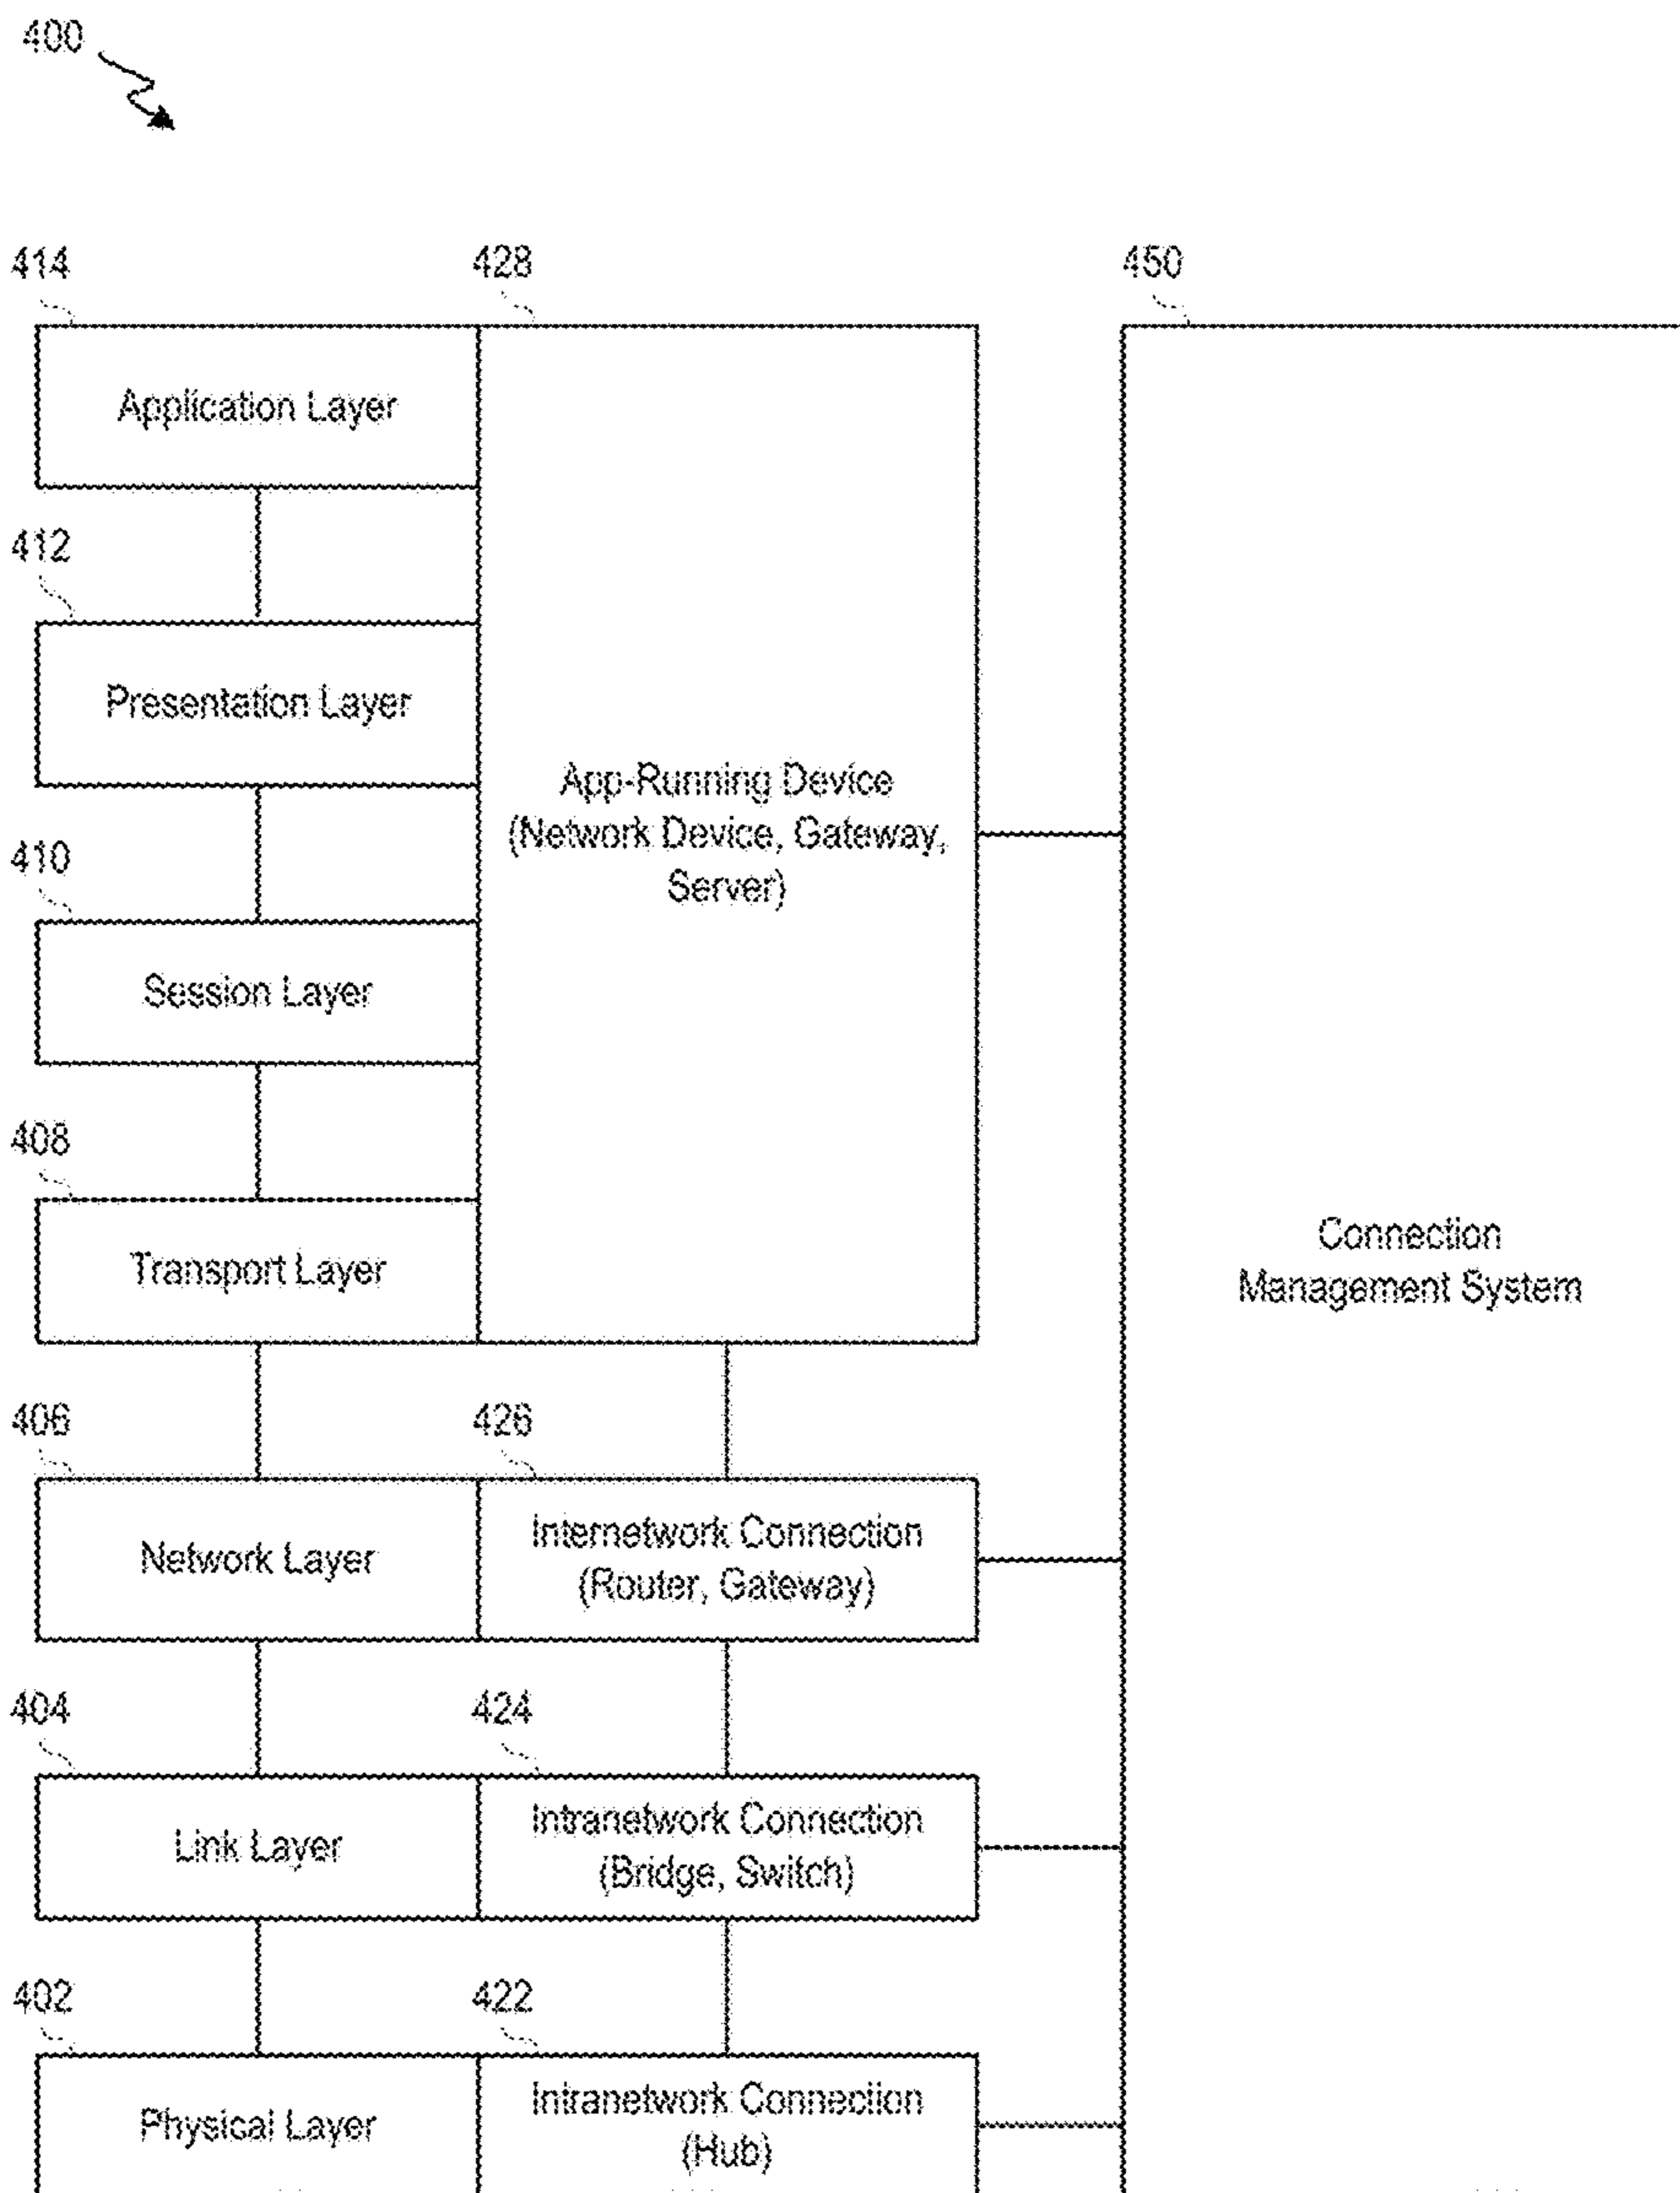 400
414
428
450
Application Layer
412
Presentation Layer
App-Running Device
(Network Device, Gateway,
Server)
410
Session Layer
408
Transport Layer
Connection
Management System
406
426
Network Layer
Internetwork Connection
(Router, Gateway)
404
424
Link Layer
Intranetwork Connection
(Bridge, Switch)
402
422
Physical Layer
Intranetwork Connection
(Hub)